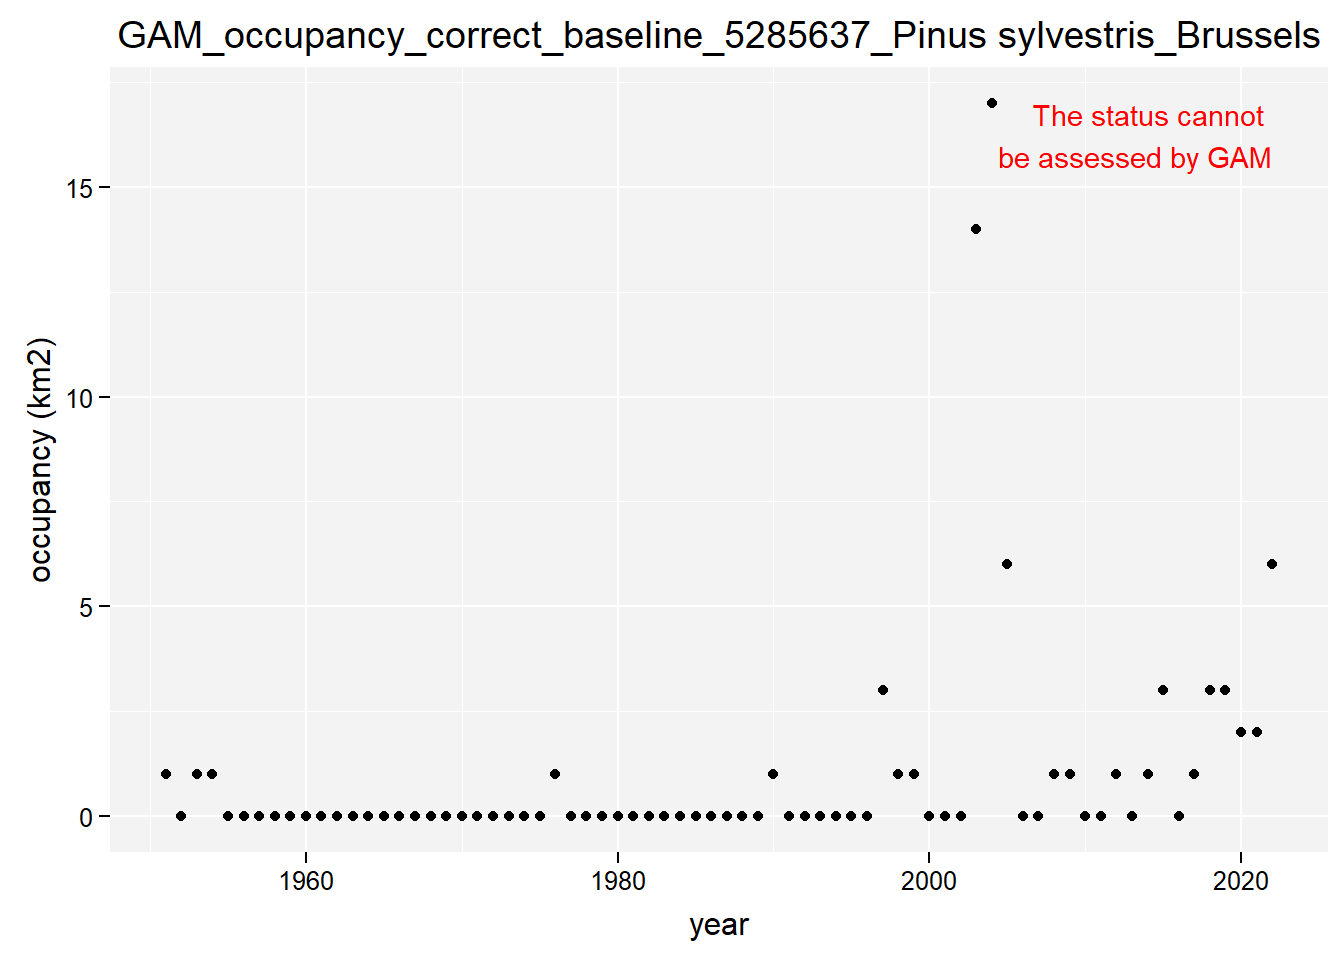 GAM_occupancy_correct_baseline_5285637_Pinus sylvestris_Brussels
The status cannot
be assessed by GAM
15
10
5
0
occupancy (km2)
1960 1980 2000 2020
year